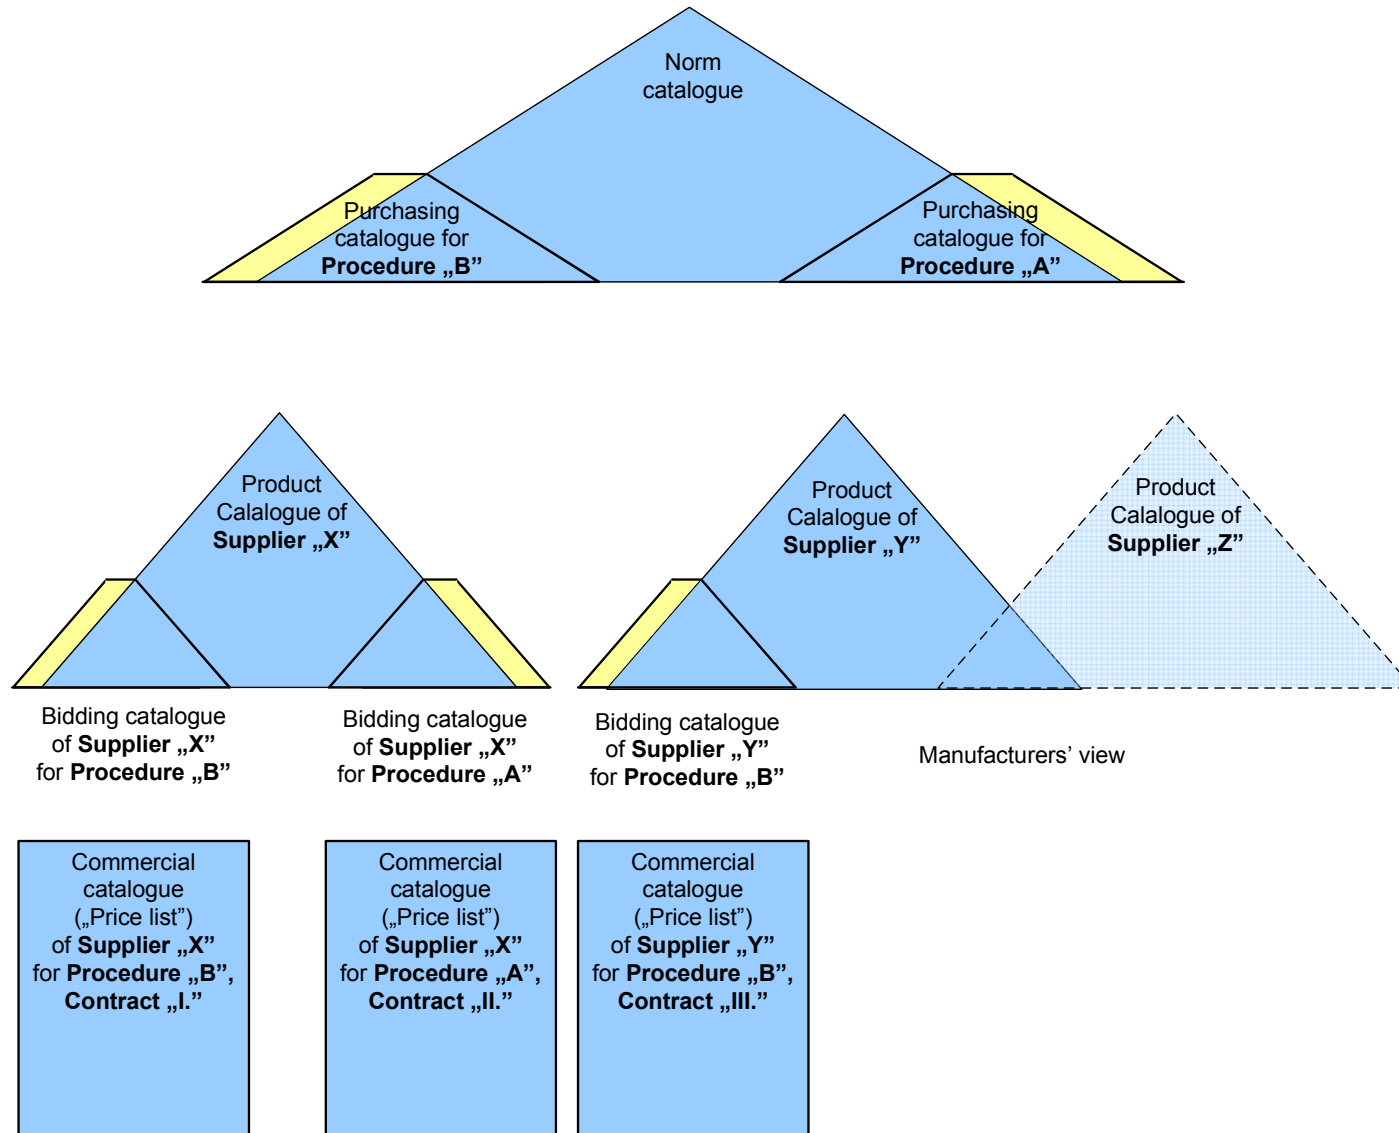 Norm
catalogue
Purchasing
catalogue for
Procedure „B”
Purchasing
catalogue for
Procedure „A”
Product
Calalogue of
Supplier „X”
Product
Calalogue of
Supplier „Y”
Product
Calalogue of
Supplier „Z”
Bidding catalogue
of Supplier „X”
for Procedure „B”
Bidding catalogue
of Supplier „X”
for Procedure „A”
Bidding catalogue
of Supplier „Y”
for Procedure „B”
Manufacturers’ view
Commercial
catalogue
(„Price list”)
of Supplier „X”
for Procedure „B”,
Contract „I.”
Commercial
catalogue
(„Price list”)
of Supplier „X”
for Procedure „A”,
Contract „II.”
Commercial
catalogue
(„Price list”)
of Supplier „Y”
for Procedure „B”,
Contract „III.”